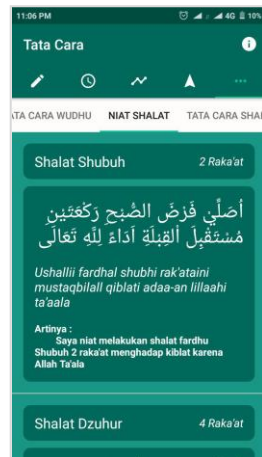 11:06 PM 4G 10%
Tata Cara
TA CARA WUDHU NIAT SHALAT TATA CARA SHA
Shalat Shubuh 2 Raka'at
أُصَلِّيْ فَرْضَ الصُّبْحِ رَكْعَتَيْنِ
مُسْتَقْبِلَ الْقِبْلَةِ اَدَاءً لِلَّهِ تَعَالَى
Ushallii fardhal shubhi rak'ataini
mustaqbilall qiblati adaa-an lillaahi
ta'aala
Artinya :
Saya niat melakukan shalat fardhu
Shubuh 2 raka'at menghadap kiblat karena
Allah Ta'ala
Shalat Dzuhur 4 Raka'at